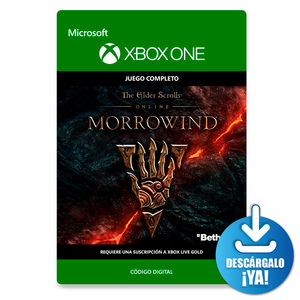 Microsoft
XBOX ONE
JUEGO COMPLETO
The Elder Scrolls
ONLINE
MORROWIND
Beth
REQUIERE UNA SUSCRIPCIÓN A XBOX LIVE GOLD
CÓDIGO DIGITAL
DESCÁRGALO
¡YA!